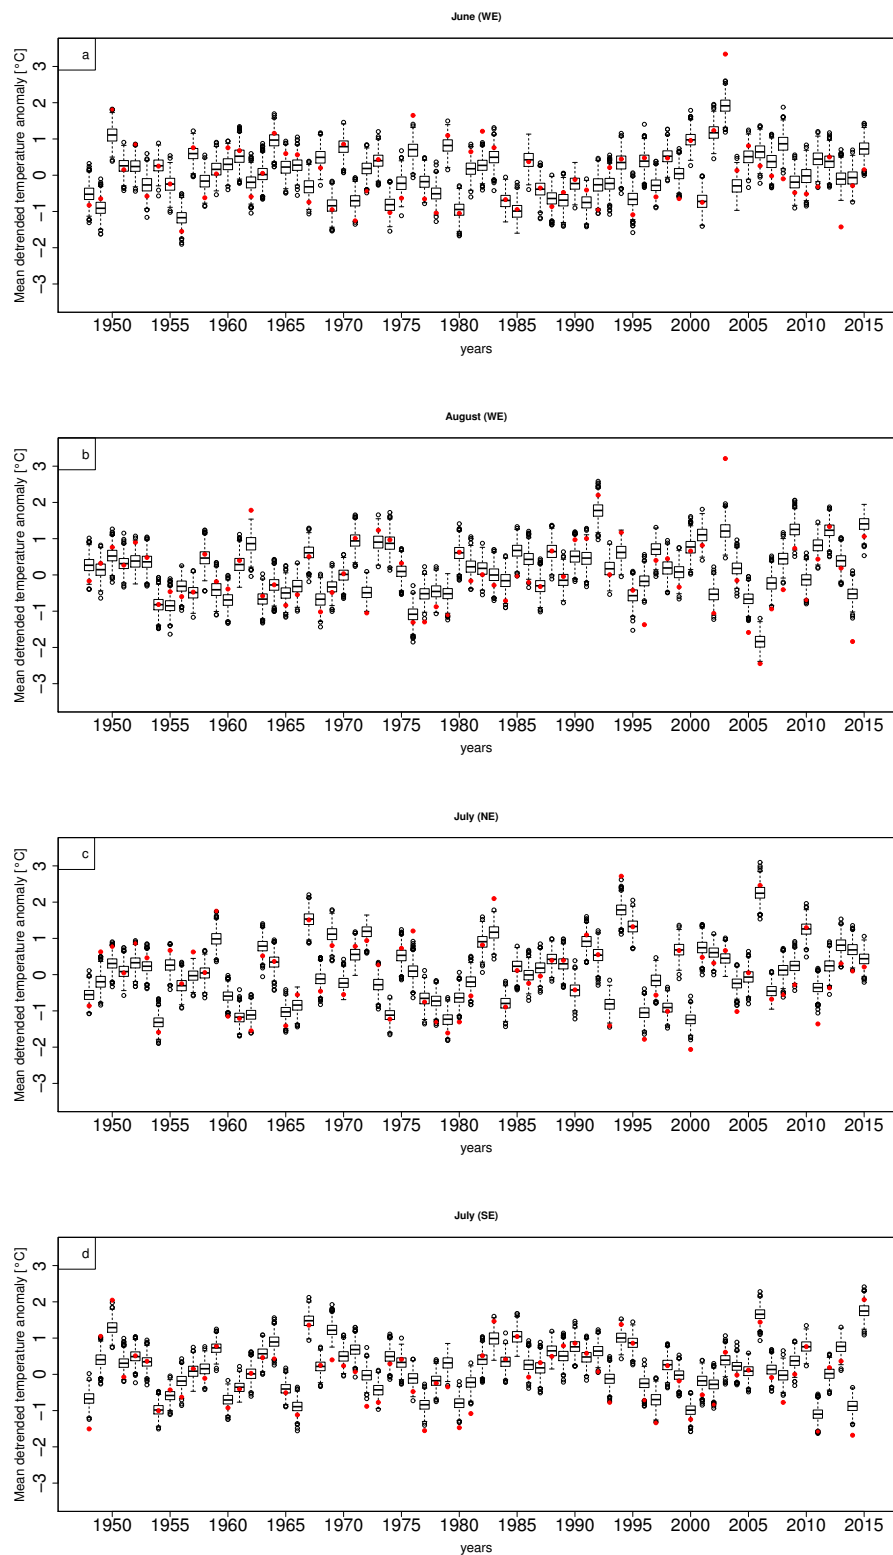 June (WE)
a
Mean detrended temperature anomaly [°C]
3
2
1
0
−1
−2
−3
1950 1955 1960 1965 1970 1975 1980 1985 1990 1995 2000 2005 2010 2015
years
August (WE)
b
Mean detrended temperature anomaly [°C]
3
2
1
0
−1
−2
−3
1950 1955 1960 1965 1970 1975 1980 1985 1990 1995 2000 2005 2010 2015
years
July (NE)
c
Mean detrended temperature anomaly [°C]
3
2
1
0
−1
−2
−3
1950 1955 1960 1965 1970 1975 1980 1985 1990 1995 2000 2005 2010 2015
years
July (SE)
d
Mean detrended temperature anomaly [°C]
3
2
1
0
−1
−2
−3
1950 1955 1960 1965 1970 1975 1980 1985 1990 1995 2000 2005 2010 2015
years